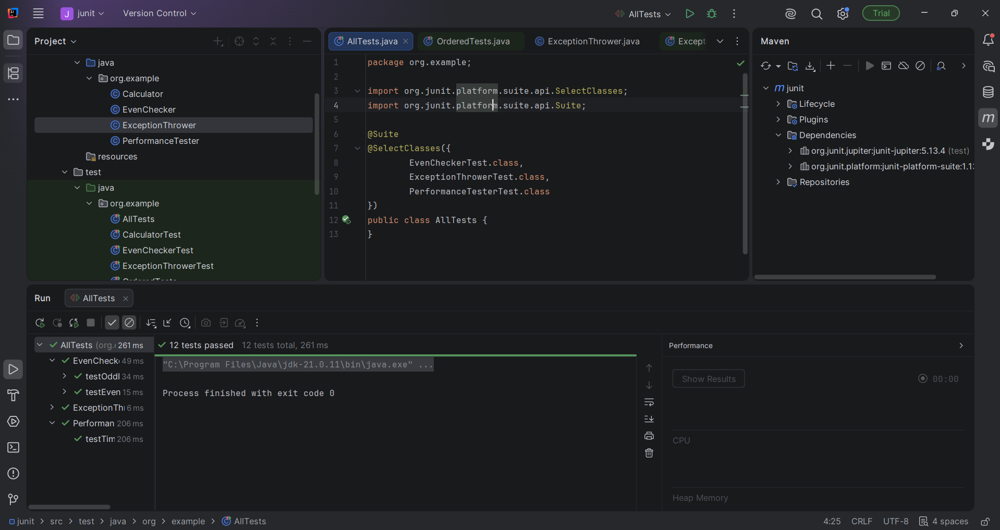 J junit Version Control AllTests Trial
Project
java
org.example
Calculator
EvenChecker
ExceptionThrower
PerformanceTester
resources
test
java
org.example
AllTests
CalculatorTest
EvenCheckerTest
ExceptionThrowerTest
AllTests.java OrderedTests.java ExceptionThrower.java Except
1 package org.example;
2
3 import org.junit.platform.suite.api.SelectClasses;
4 import org.junit.platform.suite.api.Suite;
5
6 @Suite
7 @SelectClasses({
8 EvenCheckerTest.class,
9 ExceptionThrowerTest.class,
10 PerformanceTesterTest.class
11 })
12 public class AllTests {
13 }
Maven
m junit
Lifecycle
Plugins
Dependencies
org.junit.jupiter:junit-jupiter:5.13.4 (test)
org.junit.platform:junit-platform-suite:1.13
Repositories
m
Run AllTests
AllTests (org. 261 ms
EvenCheck 49 ms
testOddl 34 ms
testEven 15 ms
ExceptionTh 6 ms
Performan 206 ms
testTim 206 ms
12 tests passed 12 tests total, 261 ms
"C:\Program Files\Java\jdk-21.0.11\bin\java.exe" ...
Process finished with exit code 0
Performance
Show Results 00:00
CPU
Heap Memory
junit > src > test > java > org > example > AllTests
4:25 CRLF UTF-8 4 spaces